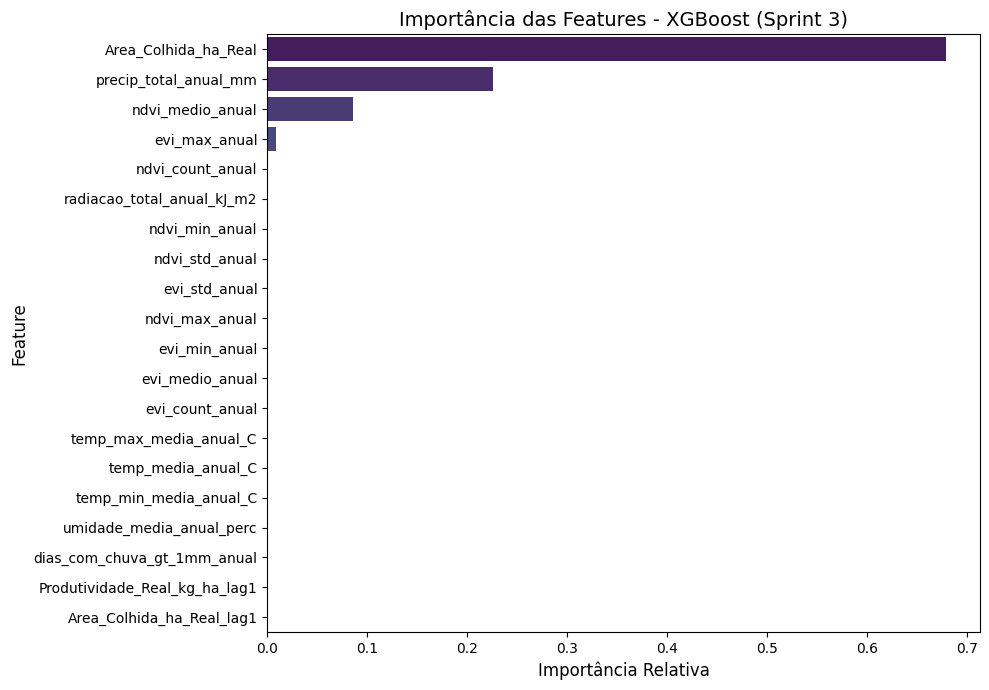 Importância das Features - XGBoost (Sprint 3)
Feature
Area_Colhida_ha_Real
precip_total_anual_mm
ndvi_medio_anual
evi_max_anual
ndvi_count_anual
radiacao_total_anual_kJ_m2
ndvi_min_anual
ndvi_std_anual
evi_std_anual
ndvi_max_anual
evi_min_anual
evi_medio_anual
evi_count_anual
temp_max_media_anual_C
temp_media_anual_C
temp_min_media_anual_C
umidade_media_anual_perc
dias_com_chuva_gt_1mm_anual
Produtividade_Real_kg_ha_lag1
Area_Colhida_ha_Real_lag1
0.0 0.1 0.2 0.3 0.4 0.5 0.6 0.7
Importância Relativa